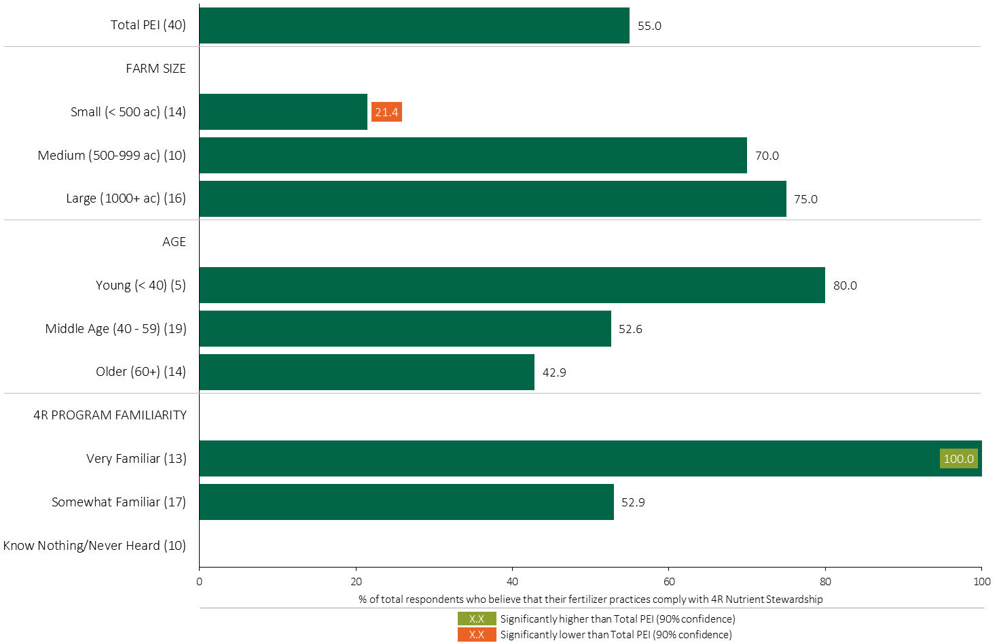 Total PEI (40) 55.0
FARM SIZE
Small (< 500 ac) (14) 21.4
Medium (500-999 ac) (10) 70.0
Large (1000+ ac) (16) 75.0
AGE
Young (< 40) (5) 80.0
Middle Age (40 - 59) (19) 52.6
Older (60+) (14) 42.9
4R PROGRAM FAMILIARITY
Very Familiar (13) 100.0
Somewhat Familiar (17) 52.9
Know Nothing/Never Heard (10)
0 20 40 60 80 100
% of total respondents who believe that their fertilizer practices comply with 4R Nutrient Stewardship
X.X Significantly higher than Total PEI (90% confidence)
X.X Significantly lower than Total PEI (90% confidence)